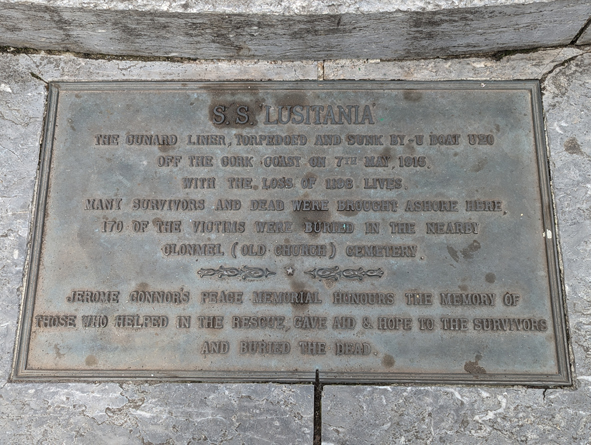 S.S. 'LUSITANIA'
THE CUNARD LINER, TORPEDOED AND SUNK BY U BOAT U20
OFF THE CORK COAST ON 7TH MAY, 1915,
WITH THE LOSS OF 1198 LIVES.
MANY SURVIVORS AND DEAD WERE BROUGHT ASHORE HERE,
170 OF THE VICTIMS WERE BURIED IN THE NEARBY
CLONMEL (OLD CHURCH) CEMETERY.
JEROME CONNOR'S PEACE MEMORIAL HONOURS THE MEMORY OF
THOSE WHO HELPED IN THE RESCUE, GAVE AID & HOPE TO THE SURVIVORS
AND BURIED THE DEAD.